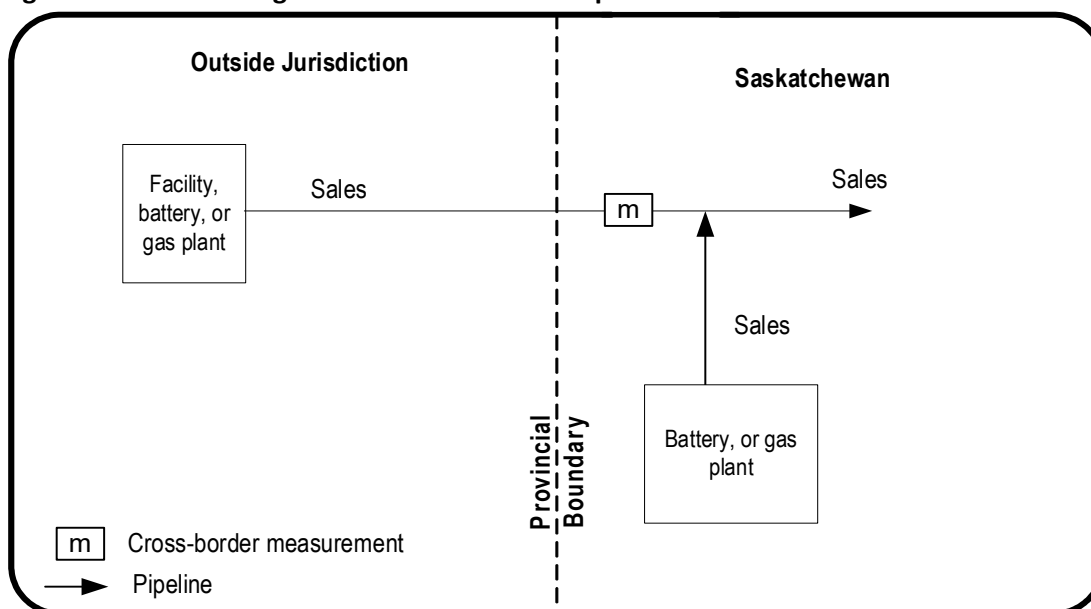 Outside Jurisdiction
Saskatchewan
Facility,
battery, or
gas plant
Sales
m
Sales
Sales
Battery, or gas
plant
Provincial
Boundary
m Cross-border measurement
Pipeline